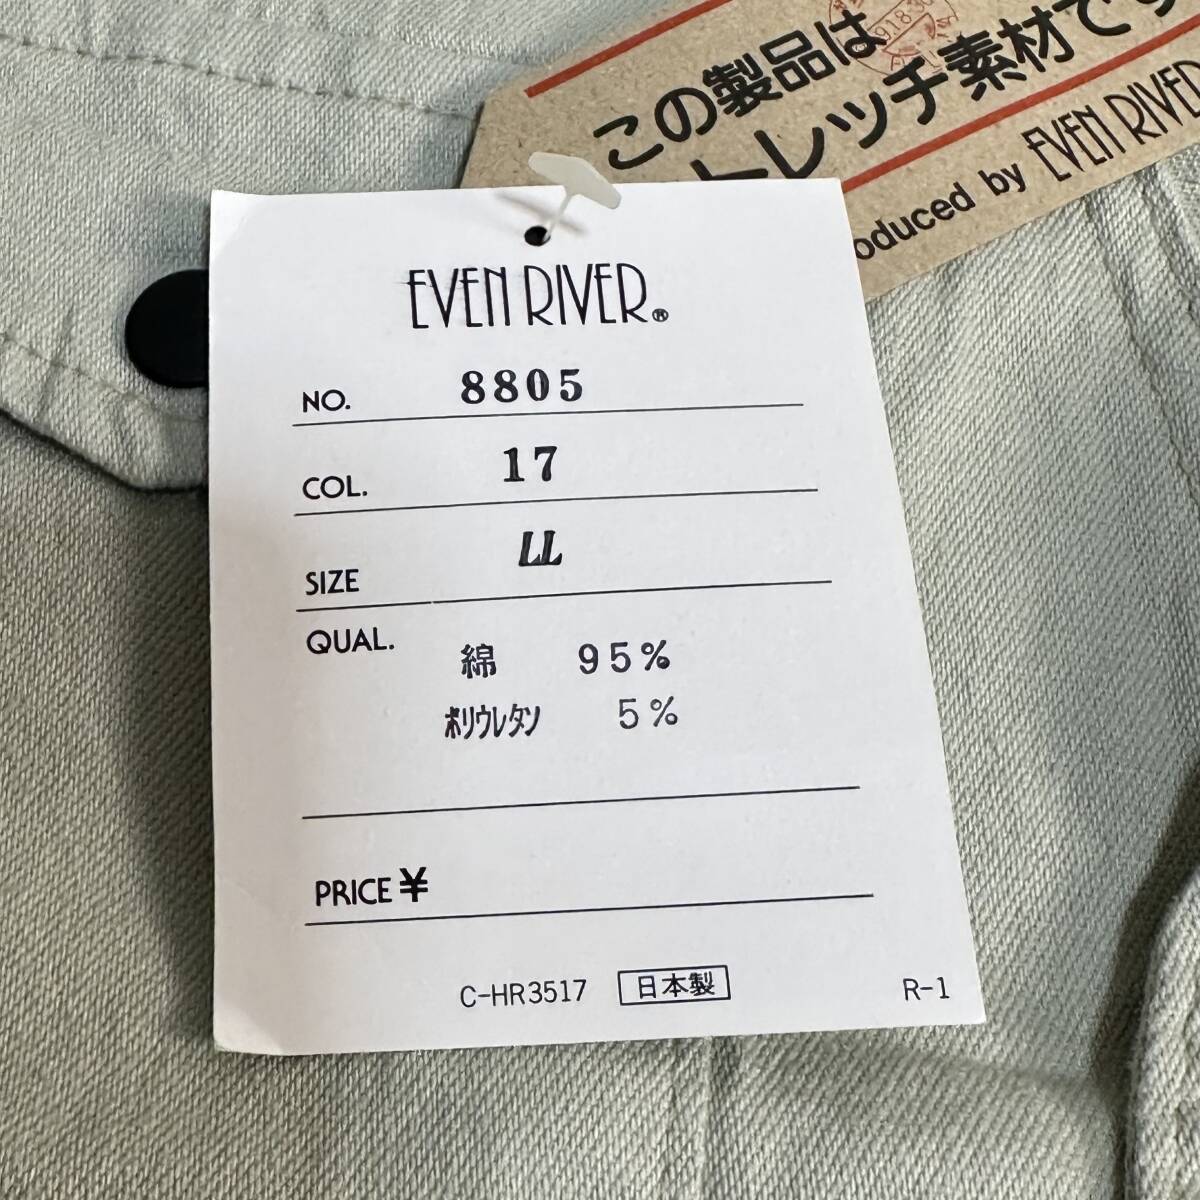 この製品は
トレッチ素材です
oduced by EVEN RIVER
EVEN RIVER®
NO. 8805
COL. 17
SIZE LL
QUAL.
綿 95%
ポリウレタン 5%
PRICE ¥
C-HR3517 日本製 R-1